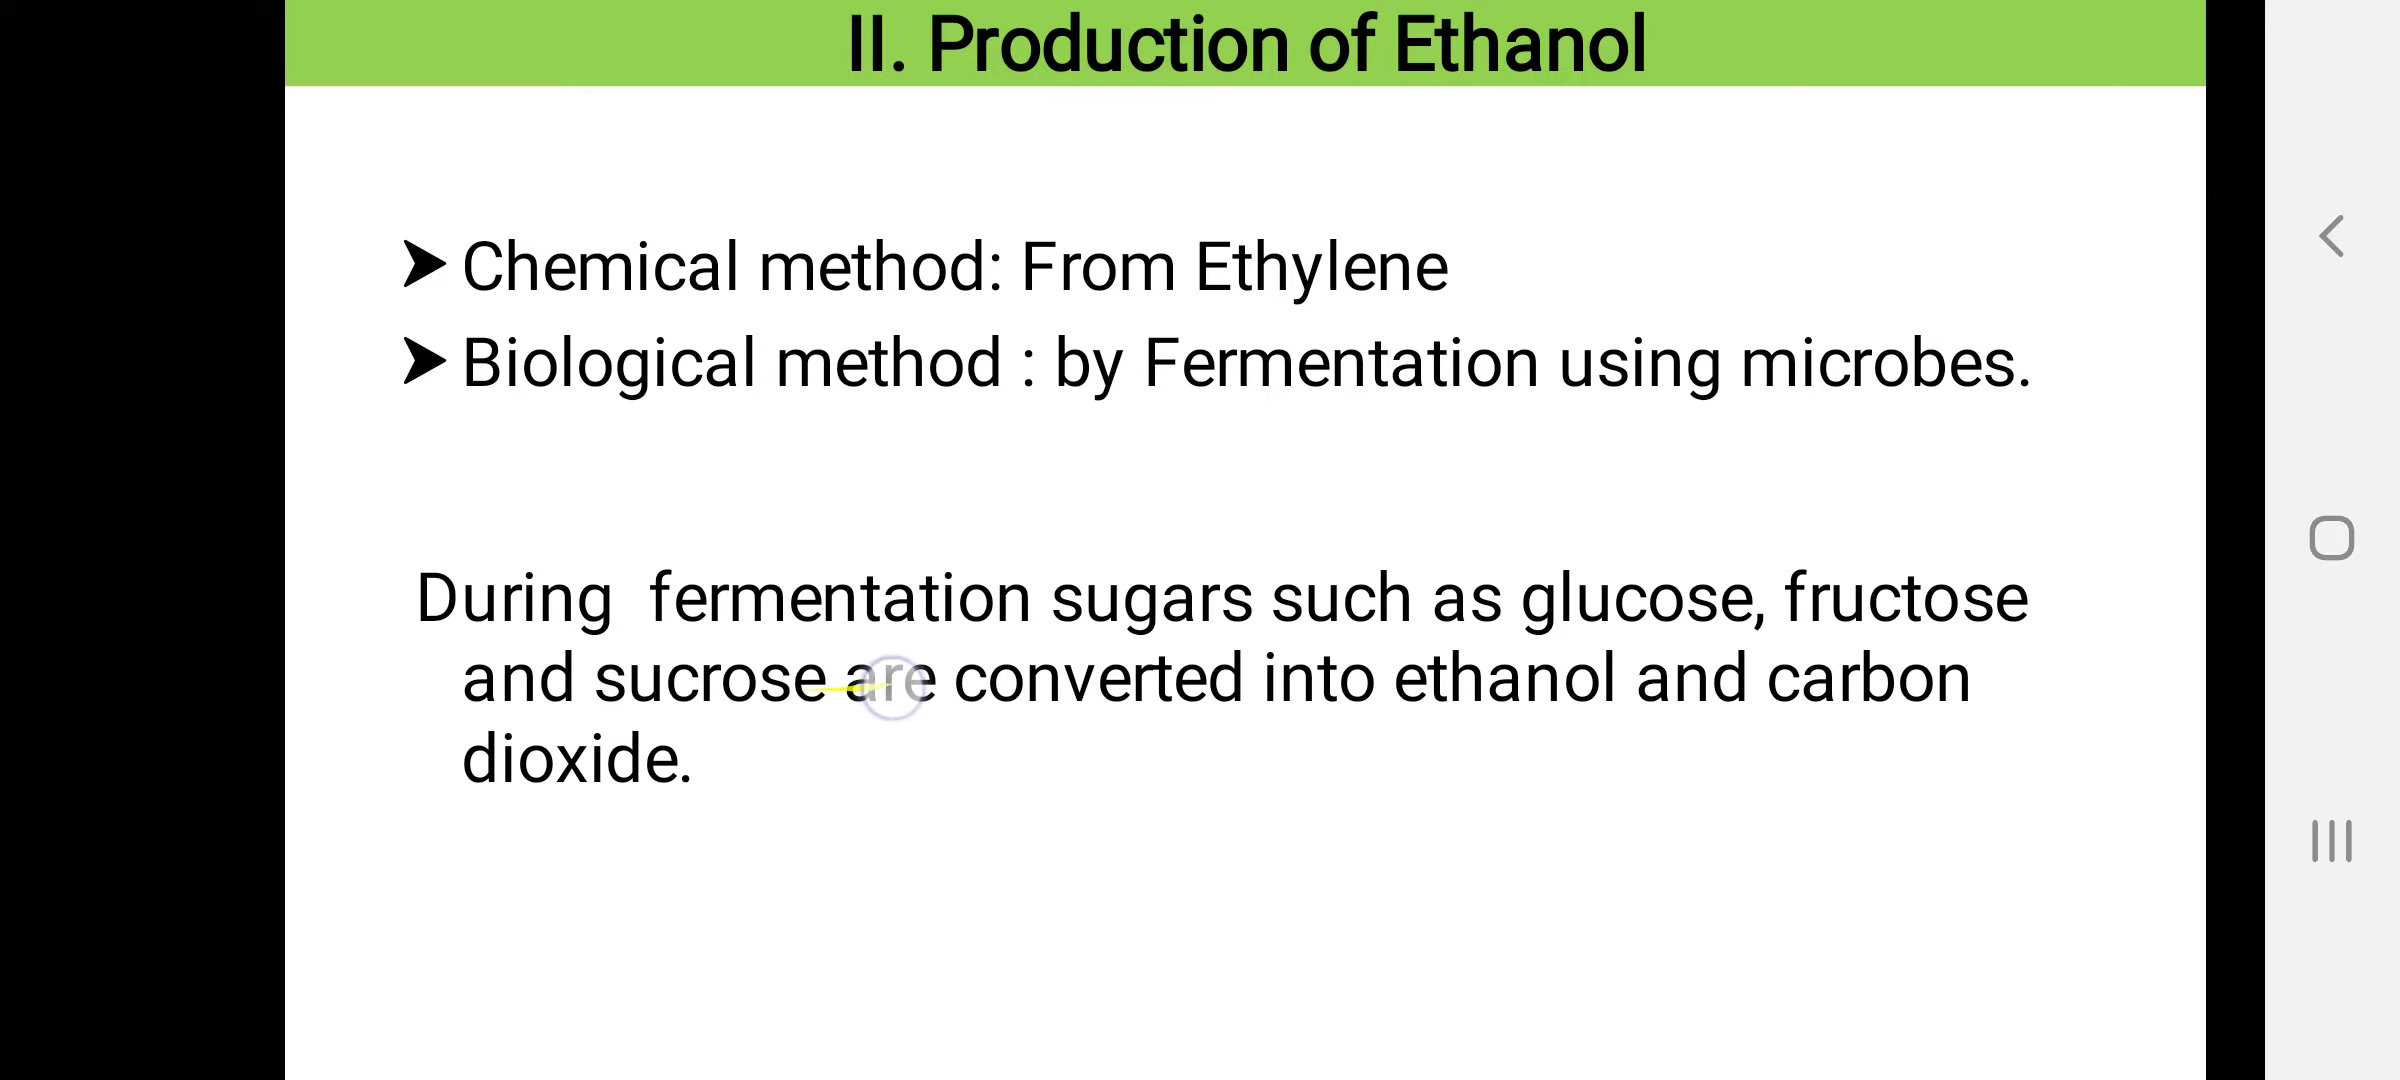 II. Production of Ethanol
➤ Chemical method: From Ethylene
➤ Biological method : by Fermentation using microbes.
During  fermentation sugars such as glucose, fructose
and sucrose are converted into ethanol and carbon
dioxide.